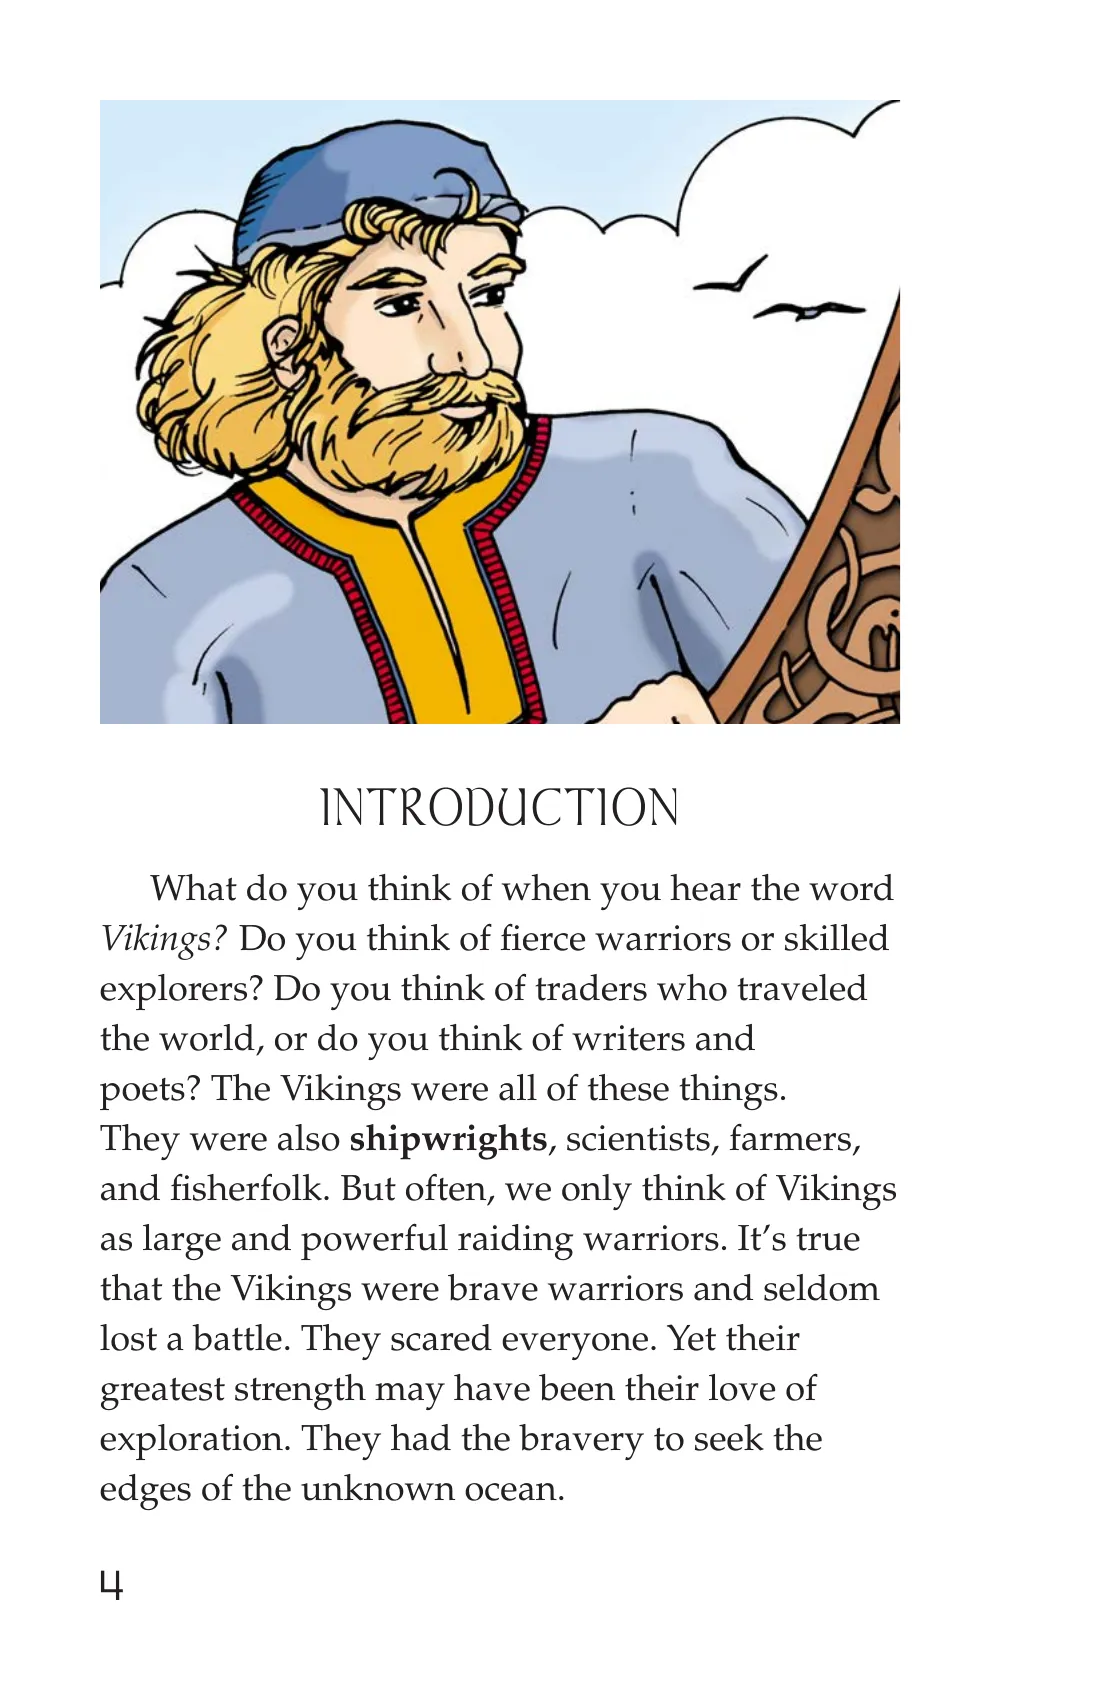 INTRODUCTION
What do you think of when you hear the word
Vikings? Do you think of fierce warriors or skilled
explorers? Do you think of traders who traveled
the world, or do you think of writers and
poets? The Vikings were all of these things.
They were also shipwrights, scientists, farmers,
and fisherfolk. But often, we only think of Vikings
as large and powerful raiding warriors. It’s true
that the Vikings were brave warriors and seldom
lost a battle. They scared everyone. Yet their
greatest strength may have been their love of
exploration. They had the bravery to seek the
edges of the unknown ocean.
4